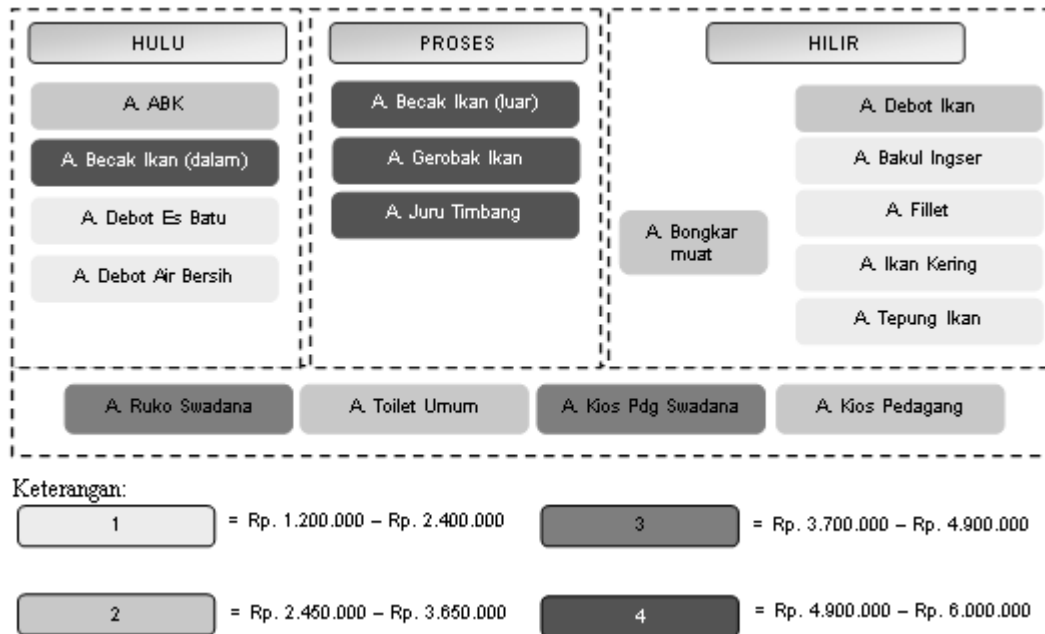 HULU
PROSES
HILIR
A. ABK
A. Becak Ikan (dalam)
A. Debot Es Batu
A. Debot Air Bersih
A. Becak Ikan (luar)
A. Gerobak Ikan
A. Juru Timbang
A. Bongkar
muat
A. Debot Ikan
A. Bakul Ingser
A. Fillet
A. Ikan Kering
A. Tepung Ikan
A. Ruko Swadana
A. Toilet Umum
A. Kios Pdg Swadana
A. Kios Pedagang
Keterangan:
1 = Rp. 1.200.000 – Rp. 2.400.000
3 = Rp. 3.700.000 – Rp. 4.900.000
2 = Rp. 2.450.000 – Rp. 3.650.000
4 = Rp. 4.900.000 – Rp. 6.000.000